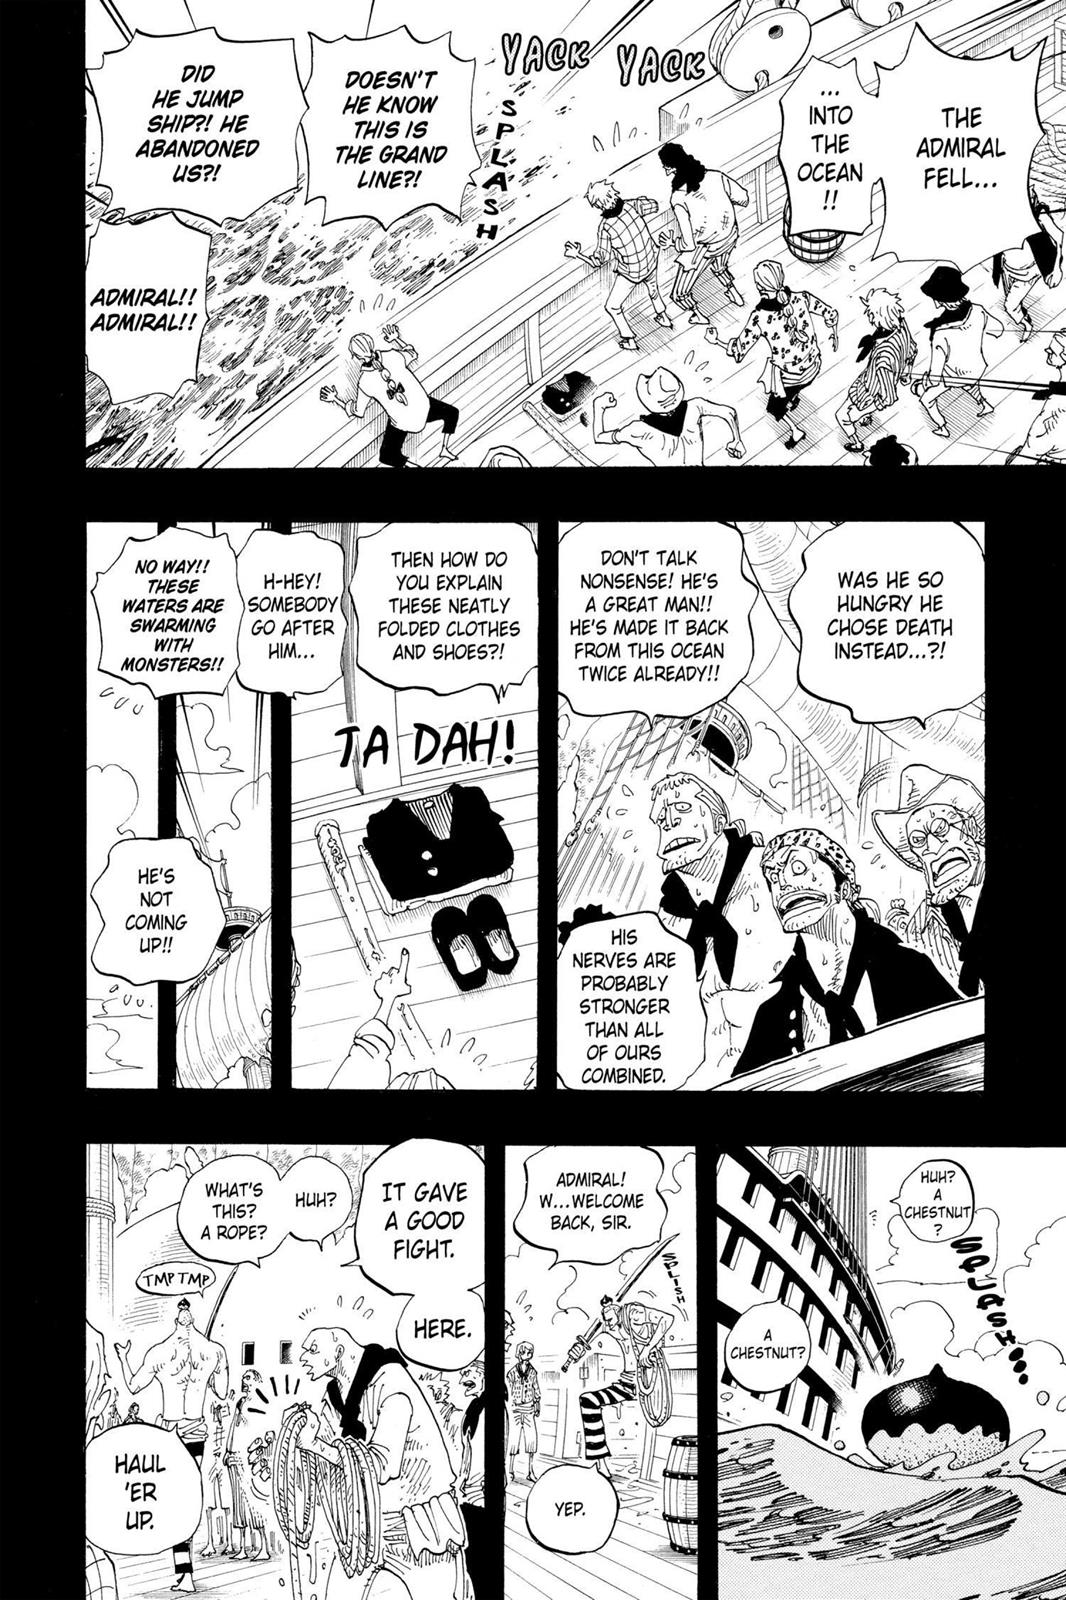 THE
ADMIRAL
FELL...
...
INTO
THE
OCEAN
!!
YACK YACK
SPLASH
DOESN'T
HE KNOW
THIS IS
THE GRAND
LINE?!
DID
HE JUMP
SHIP?! HE
ABANDONED
US?!
ADMIRAL!!
ADMIRAL!!
WAS HE SO
HUNGRY HE
CHOSE DEATH
INSTEAD...?!
DON'T TALK
NONSENSE! HE'S
A GREAT MAN!!
HE'S MADE IT BACK
FROM THIS OCEAN
TWICE ALREADY!!
HIS
NERVES ARE
PROBABLY
STRONGER
THAN ALL
OF OURS
COMBINED.
THEN HOW DO
YOU EXPLAIN
THESE NEATLY
FOLDED CLOTHES
AND SHOES?!
TA DAH!
H-HEY!
SOMEBODY
GO AFTER
HIM...
NO WAY!!
THESE
WATERS ARE
SWARMING
WITH
MONSTERS!!
HE'S
NOT
COMING
UP!!
HUH?
A
CHESTNUT
?
SPLASH...
A
CHESTNUT?
ADMIRAL!
W...WELCOME
BACK, SIR.
SPLISH
YEP.
IT GAVE
A GOOD
FIGHT.
HERE.
HUH?
WHAT'S
THIS?
A ROPE?
TMP TMP
HAUL
'ER
UP.